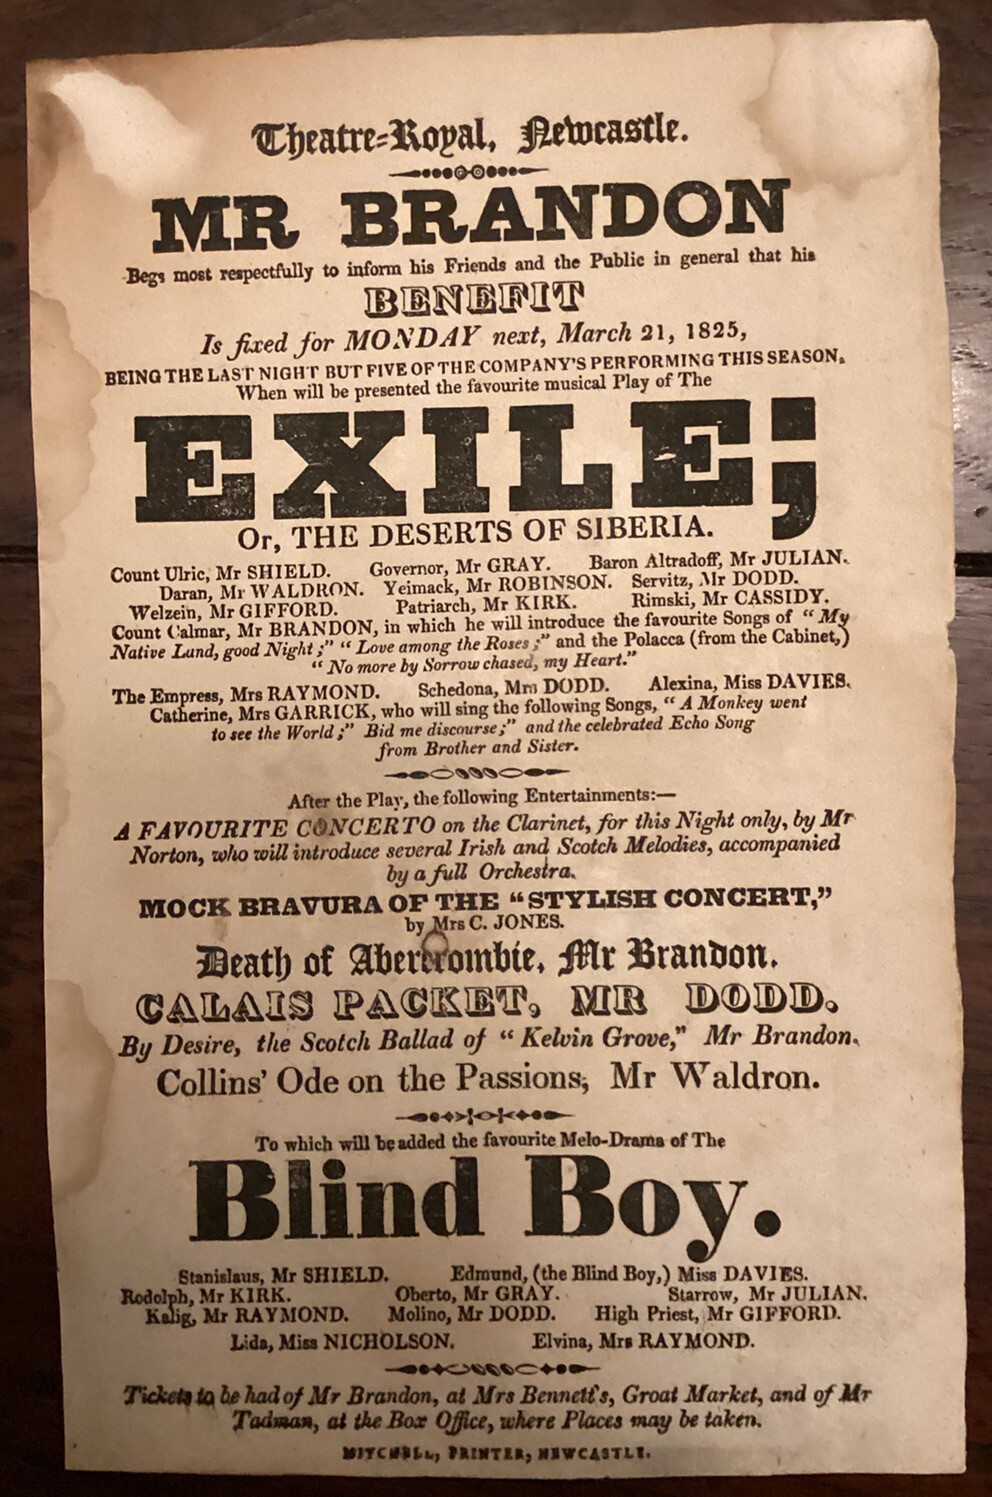 Theatre-Royal, Newcastle.
MR BRANDON
Begs most respectfully to inform his Friends and the Public in general that his
BENEFIT
Is fixed for MONDAY next, March 21, 1825,
BEING THE LAST NIGHT BUT FIVE OF THE COMPANY'S PERFORMING THIS SEASON.
When will be presented the favourite musical Play of The
EXILE;
Or, THE DESERTS OF SIBERIA.
Count Ulric, Mr SHIELD. Governor, Mr GRAY. Baron Altradoff, Mr JULIAN.
Daran, Mr WALDRON. Yeimack, Mr ROBINSON. Servitz, Mr DODD.
Welzein, Mr GIFFORD. Patriarch, Mr KIRK. Rimski, Mr CASSIDY.
Count Calmar, Mr BRANDON, in which he will introduce the favourite Songs of "My
Native Land, good Night;" "Love among the Roses;" and the Polacca (from the Cabinet,)
"No more by Sorrow chased, my Heart."
The Empress, Mrs RAYMOND. Schedona, Mrs DODD. Alexina, Miss DAVIES.
Catherine, Mrs GARRICK, who will sing the following Songs, "A Monkey went
to see the World;" Bid me discourse;" and the celebrated Echo Song
from Brother and Sister.
After the Play, the following Entertainments:—
A FAVOURITE CONCERTO on the Clarinet, for this Night only, by Mr
Norton, who will introduce several Irish and Scotch Melodies, accompanied
by a full Orchestra.
MOCK BRAVURA OF THE "STYLISH CONCERT,"
by Mrs C. JONES.
Death of Abercrombie, Mr Brandon.
CALAIS PACKET, MR DODD.
By Desire, the Scotch Ballad of "Kelvin Grove," Mr Brandon.
Collins' Ode on the Passions, Mr Waldron.
To which will be added the favourite Melo-Drama of The
Blind Boy.
Stanislaus, Mr SHIELD. Edmund, (the Blind Boy,) Miss DAVIES.
Rodolph, Mr KIRK. Oberto, Mr GRAY. Starrow, Mr JULIAN.
Kalig, Mr RAYMOND. Molino, Mr DODD. High Priest, Mr GIFFORD.
Lida, Miss NICHOLSON. Elvina, Mrs RAYMOND.
Tickets to be had of Mr Brandon, at Mrs Bennett's, Groat Market, and of Mr
Tadman, at the Box Office, where Places may be taken.
MITCHELL, PRINTER, NEWCASTLE.